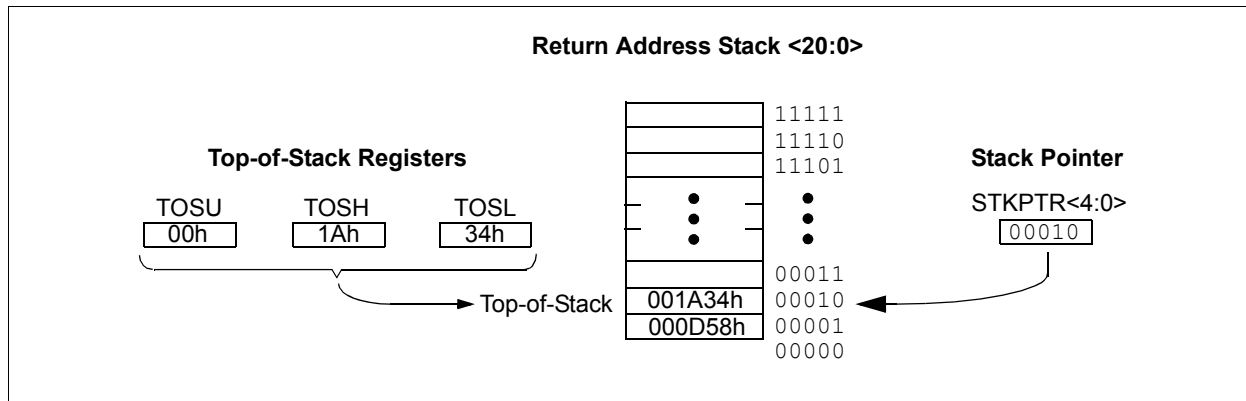 Return Address Stack <20:0>
11111
11110
11101
Top-of-Stack Registers
Stack Pointer
TOSU TOSH TOSL
STKPTR<4:0>
00h 1Ah 34h
00010
00011
Top-of-Stack 001A34h 00010
000D58h 00001
00000